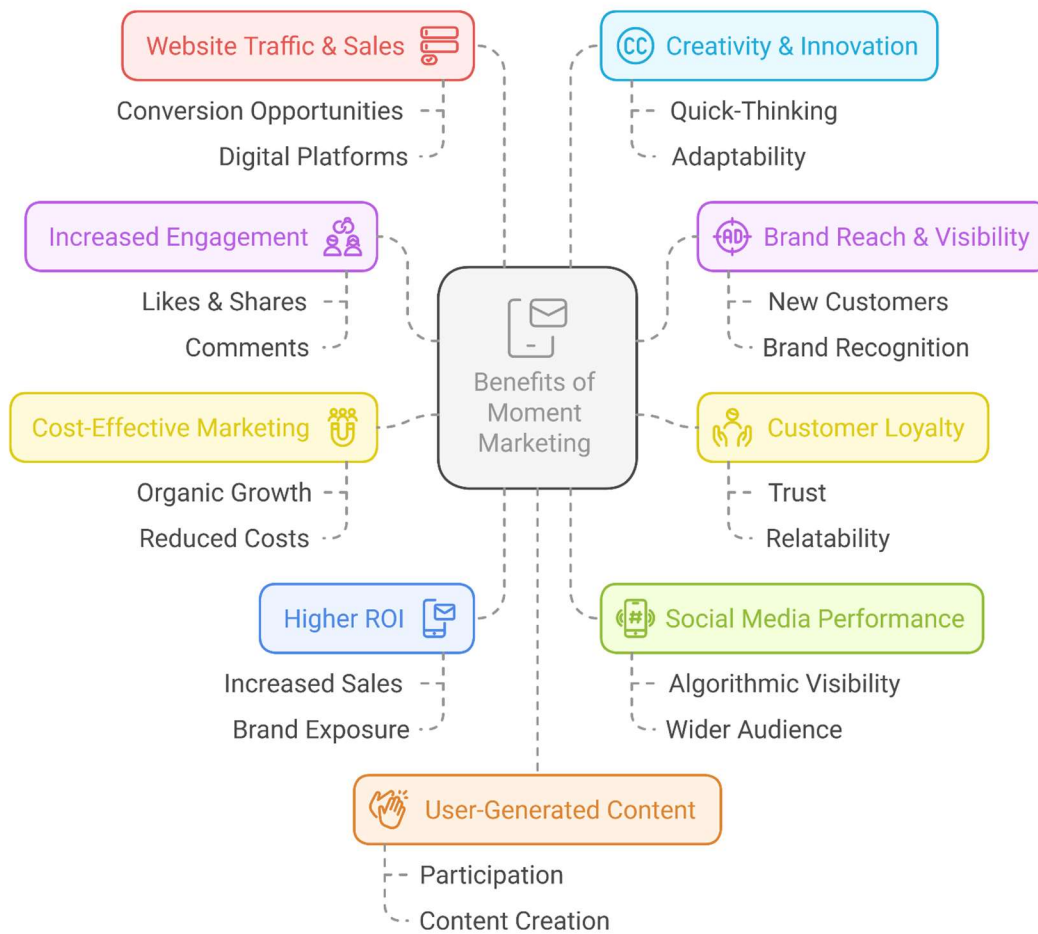 Website Traffic & Sales
Conversion Opportunities
Digital Platforms
CC Creativity & Innovation
Quick-Thinking
Adaptability
Increased Engagement
Likes & Shares
Comments
AD Brand Reach & Visibility
New Customers
Brand Recognition
Benefits of
Moment
Marketing
Cost-Effective Marketing
Organic Growth
Reduced Costs
Customer Loyalty
Trust
Relatability
Higher ROI
Increased Sales
Brand Exposure
# Social Media Performance
Algorithmic Visibility
Wider Audience
User-Generated Content
Participation
Content Creation